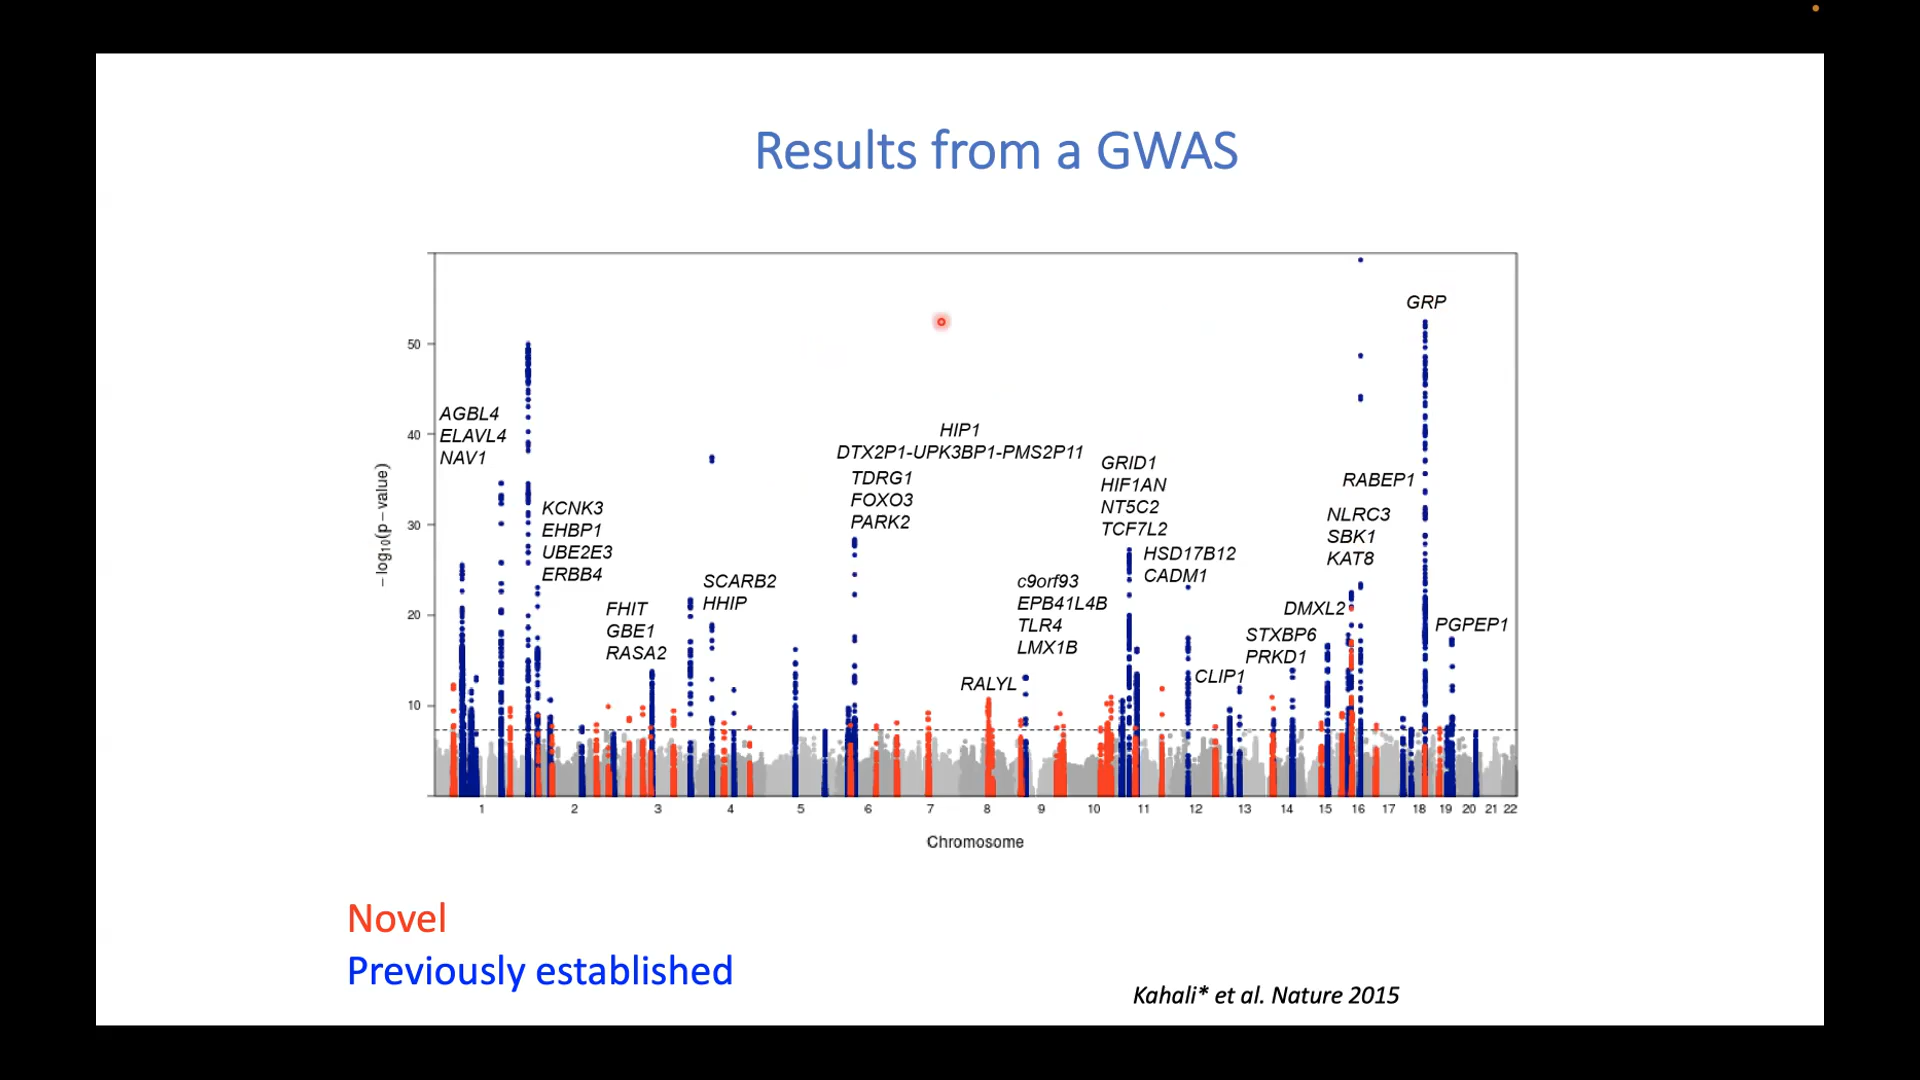 Results from a GWAS
GRP
50
AGBL4
ELAVL4
NAV1
40
HIP1
DTX2P1-UPK3BP1-PMS2P11
TDRG1
FOXO3
PARK2
GRID1
HIF1AN
NT5C2
TCF7L2
RABEP1
NLRC3
SBK1
KAT8
KCNK3
EHBP1
UBE2E3
ERBB4
30
HSD17B12
CADM1
SCARB2
HHIP
c9orf93
EPB41L4B
TLR4
LMX1B
FHIT
GBE1
RASA2
20
DMXL2
STXBP6
PRKD1
PGPEP1
CLIP1
RALYL
10
−log10(p−value)
1 2 3 4 5 6 7 8 9 10 11 12 13 14 15 16 17 18 19 20 21 22
Chromosome
Novel
Previously established
Kahali* et al. Nature 2015